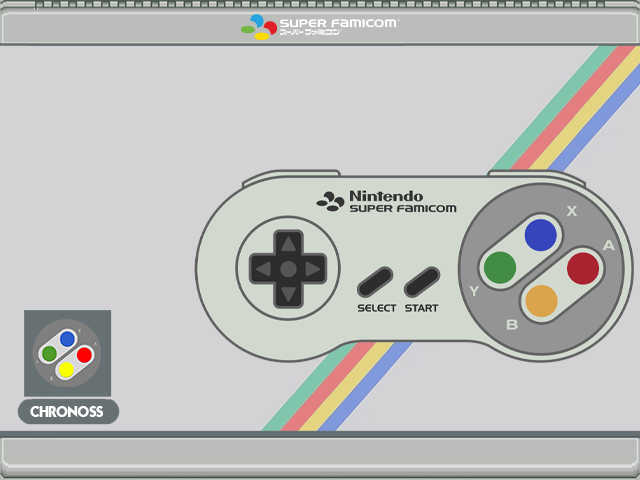 SUPER FAMICOM
スーパーファミコン
Nintendo
SUPER FAMICOM
X
A
Y
B
SELECT START
CHRONOSS